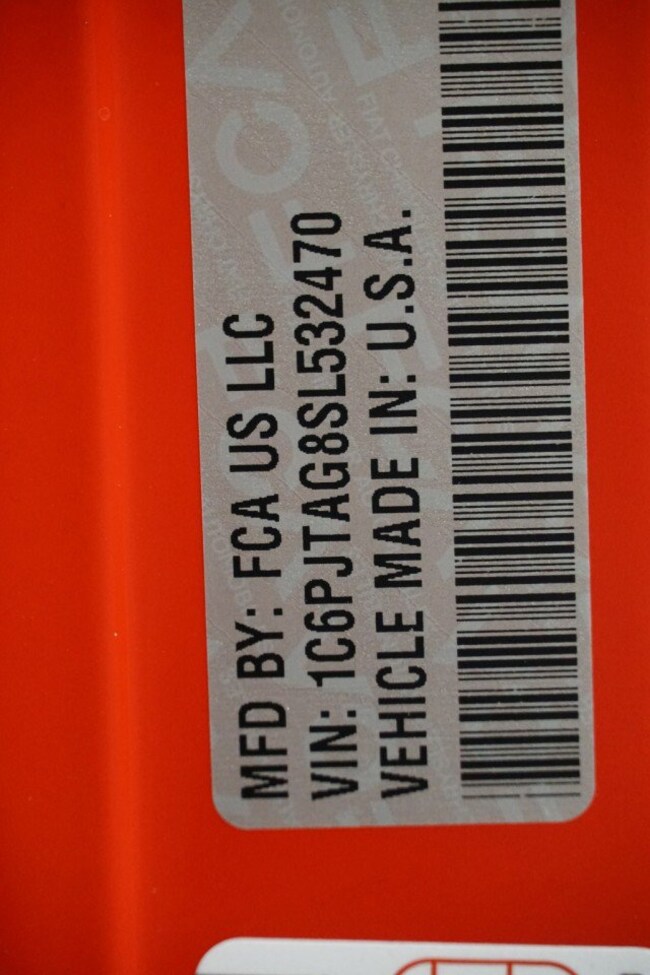 MFD BY: FCA US LLC
VIN: 1C6PJTAG8SL532470
VEHICLE MADE IN: U.S.A.